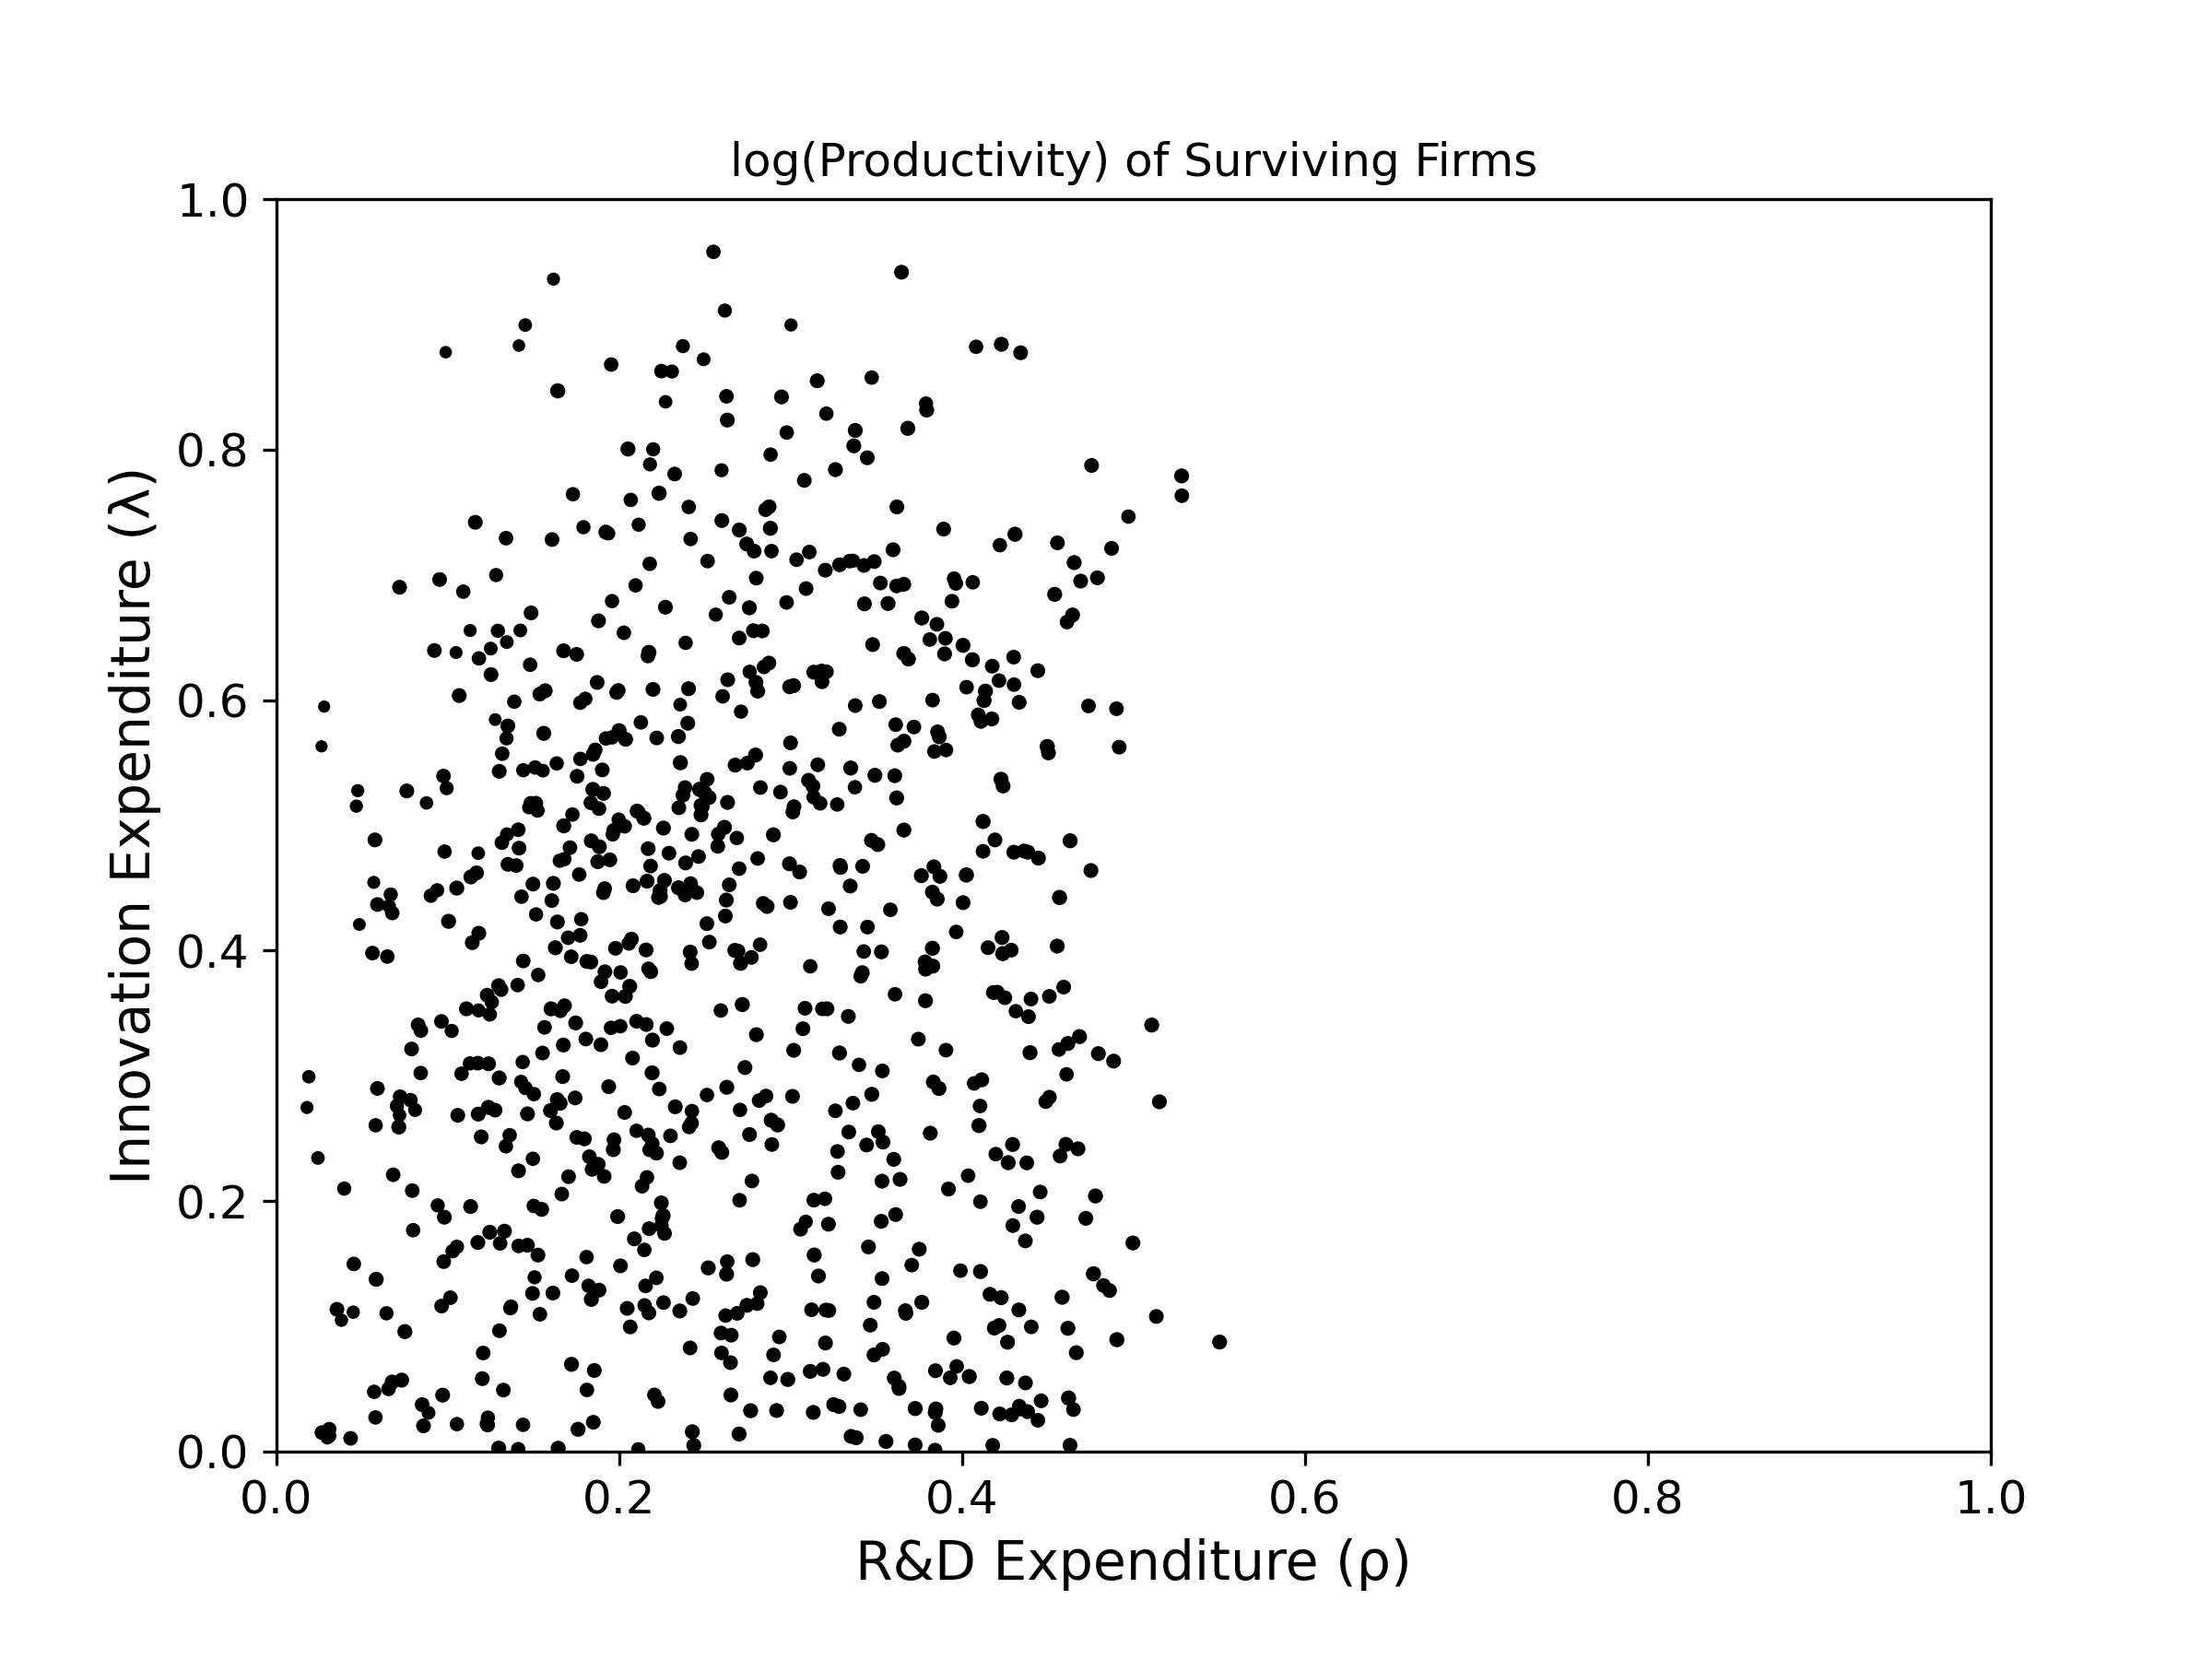 log(Productivity) of Surviving Firms
1.0
0.8
0.6
0.4
0.2
0.0
Innovation Expenditure (λ)
0.0 0.2 0.4 0.6 0.8 1.0
R&D Expenditure (ρ)